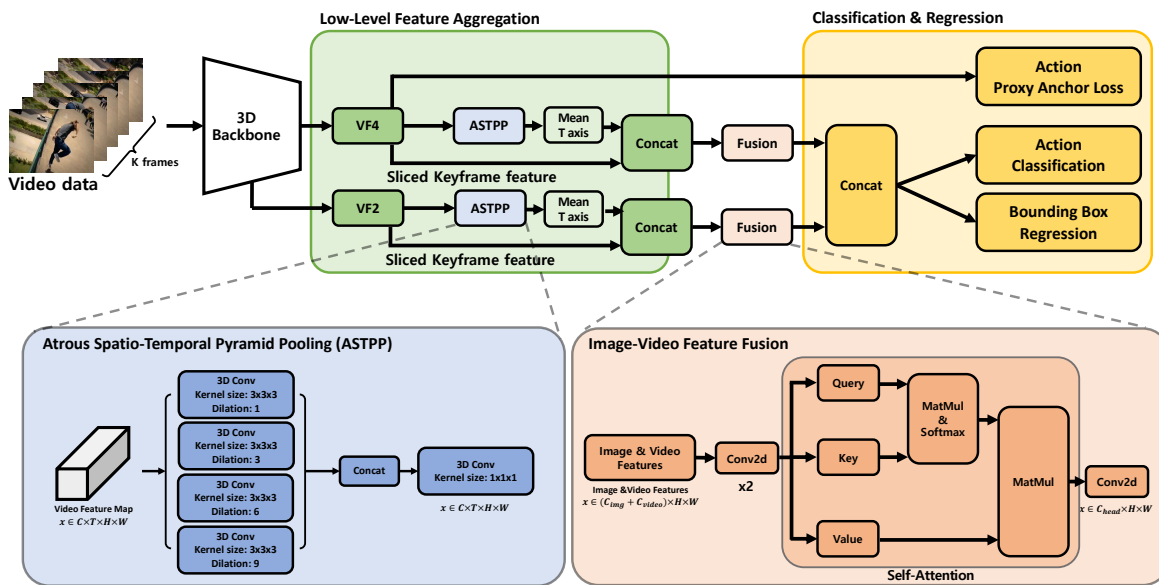 Low-Level Feature Aggregation
Classification & Regression
Video data
K frames
3D
Backbone
VF4
ASTPP
Mean
T axis
Concat
Sliced Keyframe feature
Fusion
VF2
ASTPP
Mean
T axis
Concat
Sliced Keyframe feature
Fusion
Concat
Action
Proxy Anchor Loss
Action
Classification
Bounding Box
Regression
Atrous Spatio-Temporal Pyramid Pooling (ASTPP)
Video Feature Map
x ∈ C×T×H×W
3D Conv
Kernel size: 3x3x3
Dilation: 1
3D Conv
Kernel size: 3x3x3
Dilation: 3
3D Conv
Kernel size: 3x3x3
Dilation: 6
3D Conv
Kernel size: 3x3x3
Dilation: 9
Concat
3D Conv
Kernel size: 1x1x1
x ∈ C×T×H×W
Image-Video Feature Fusion
Image & Video
Features
Image &Video Features
x ∈ (C_img + C_video)×H×W
Conv2d
x2
Query
Key
Value
MatMul
&
Softmax
MatMul
Self-Attention
Conv2d
x ∈ C_head×H×W